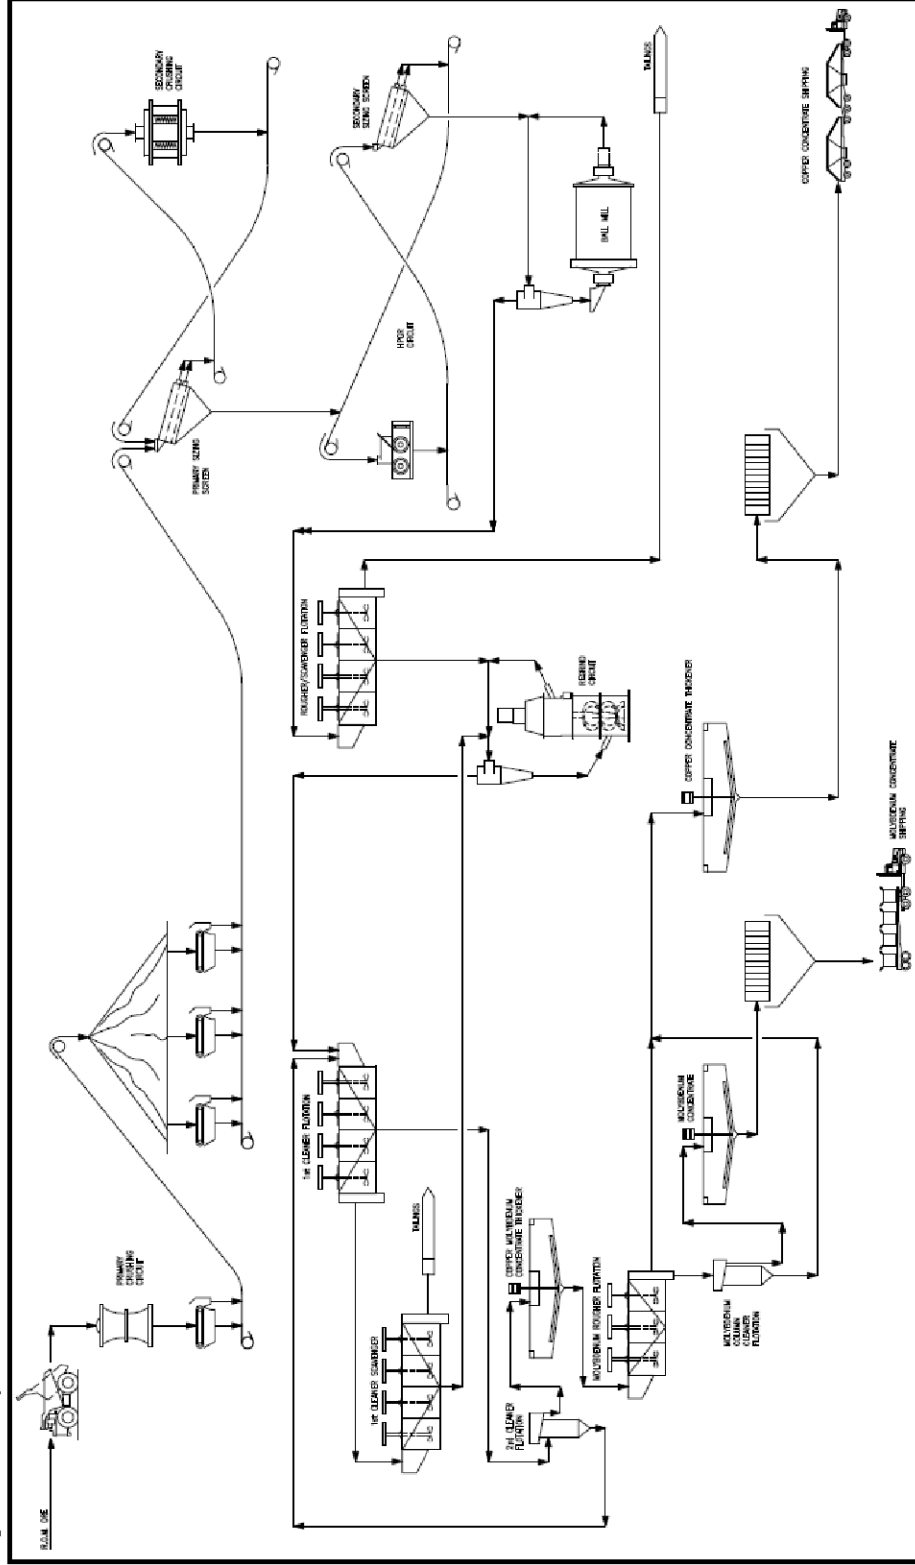 R.O.M. ORE
PRIMARY
CRUSHING
CIRCUIT
PRIMARY SIZING
SCREEN
SECONDARY
CRUSHING
CIRCUIT
SECONDARY
SIZING SCREEN
HPGR
CIRCUIT
BALL MILL
TAILINGS
ROUGHER/SCAVENGER FLOTATION
REGRIND
CIRCUIT
1st CLEANER FLOTATION
1st CLEANER SCAVENGER
TAILINGS
2nd CLEANER
FLOTATION
COPPER MOLYBDENUM
CONCENTRATE THICKENER
MOLYBDENUM ROUGHER FLOTATION
MOLYBDENUM
COLUMN
CLEANER
FLOTATION
MOLYBDENUM
CONCENTRATE
MOLYBDENUM CONCENTRATE
SHIPPING
COPPER CONCENTRATE THICKENER
COPPER CONCENTRATE SHIPPING